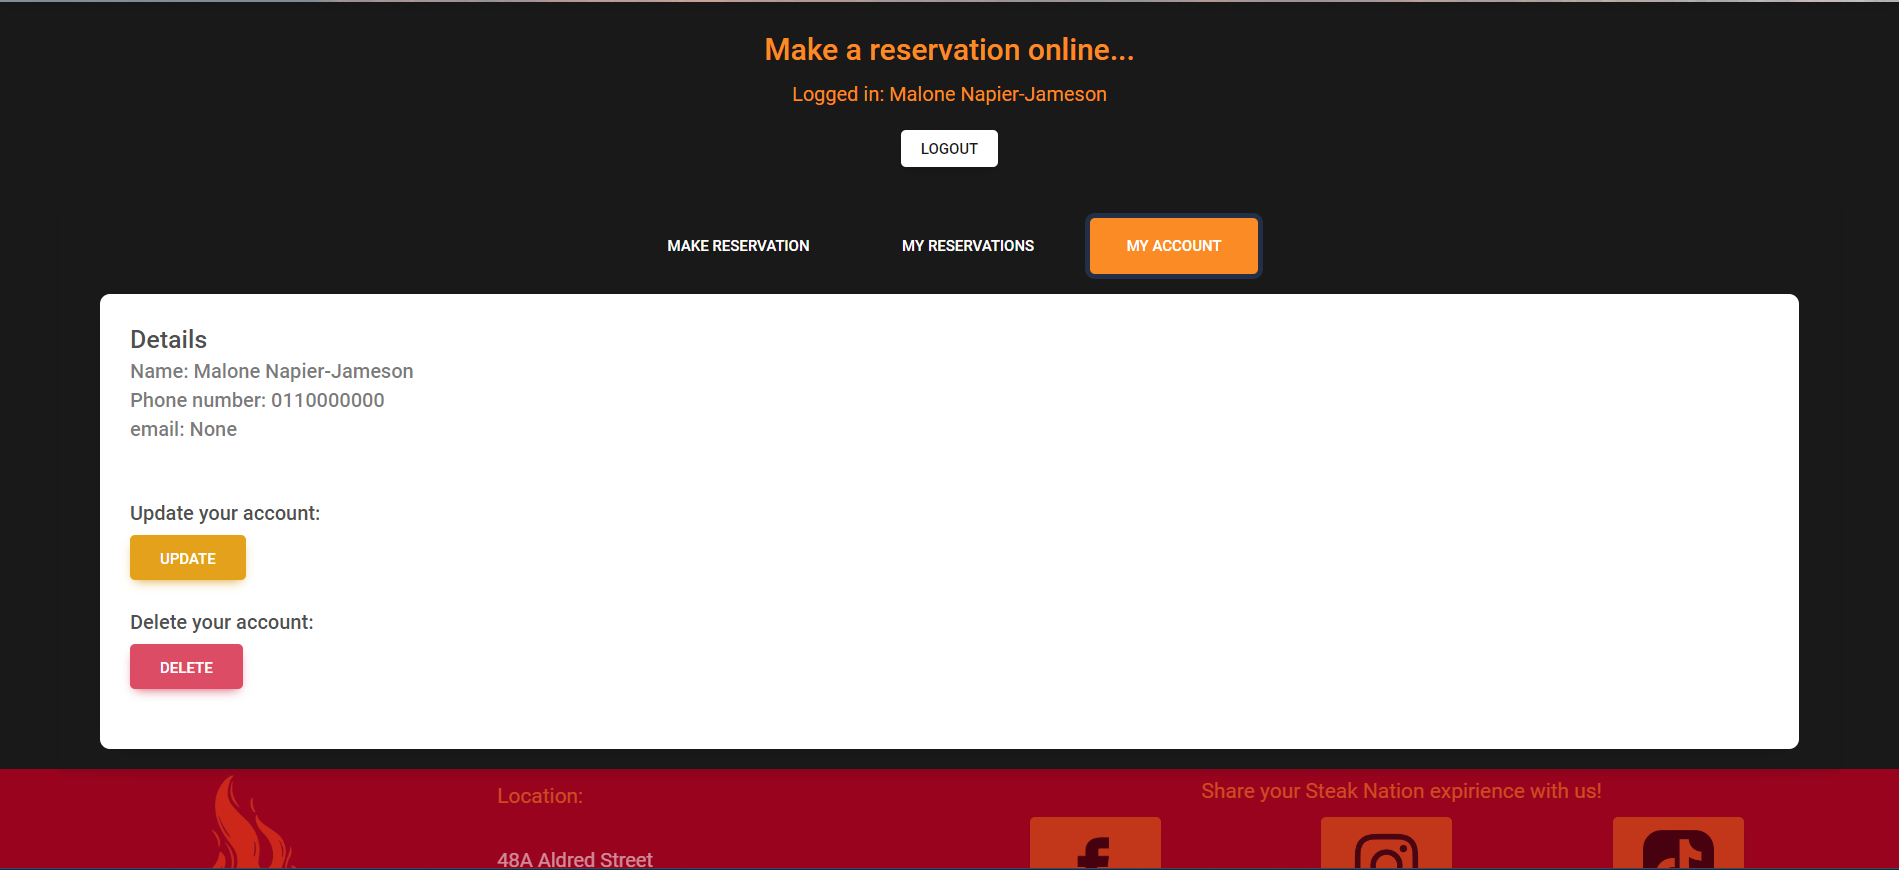 Make a reservation online...
Logged in: Malone Napier-Jameson
LOGOUT
MAKE RESERVATION
MY RESERVATIONS
MY ACCOUNT
Details
Name: Malone Napier-Jameson
Phone number: 0110000000
email: None
Update your account:
UPDATE
Delete your account:
DELETE
Location:
48A Aldred Street
Share your Steak Nation expirience with us!